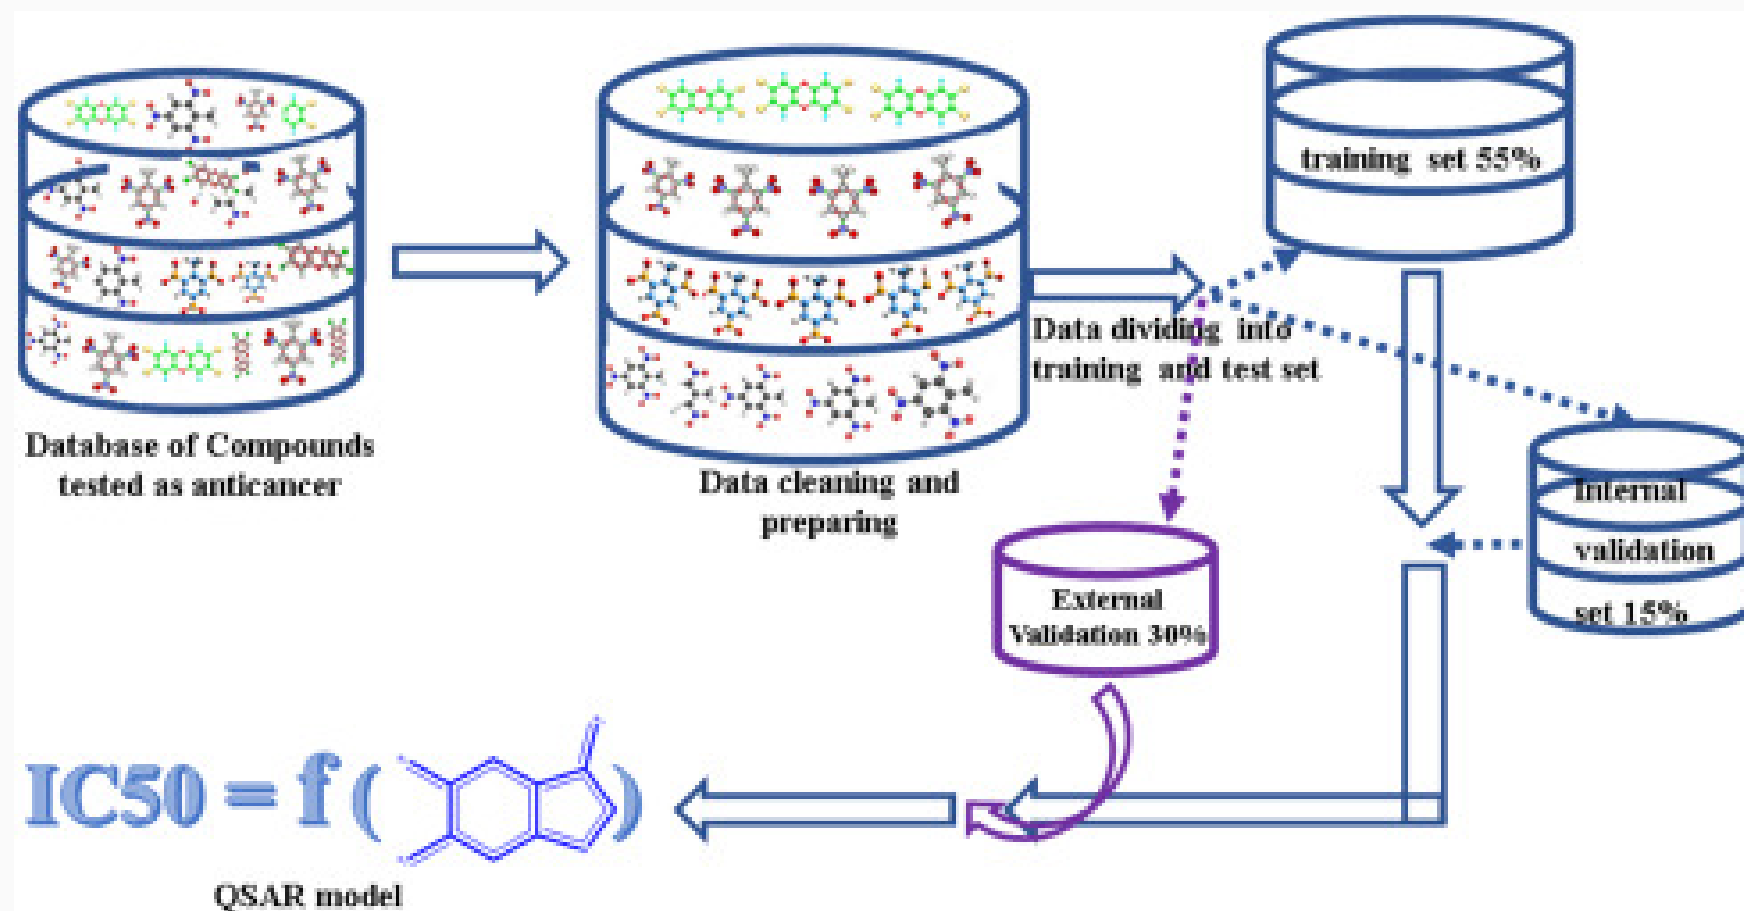 training set 55%
Data dividing into
training and test set
Database of Compounds
tested as anticancer
Data cleaning and
preparing
Internal
validation
set 15%
External
Validation 30%
IC50 = f ( )
QSAR model